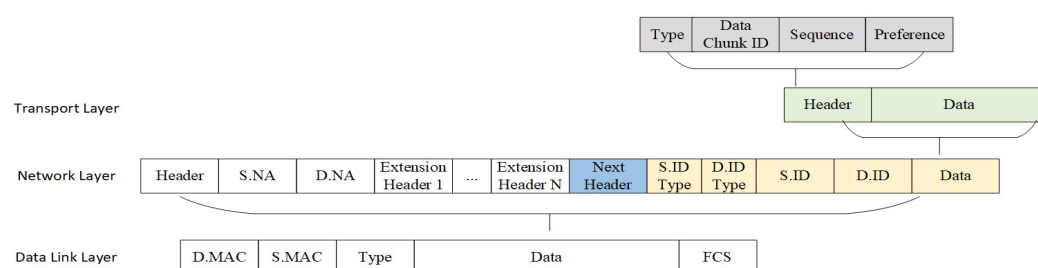 Type Data Chunk ID Sequence Preference
Transport Layer Header Data
Network Layer Header S.NA D.NA Extension Header 1 ... Extension Header N Next Header S.ID Type D.ID Type S.ID D.ID Data
Data Link Layer D.MAC S.MAC Type Data FCS